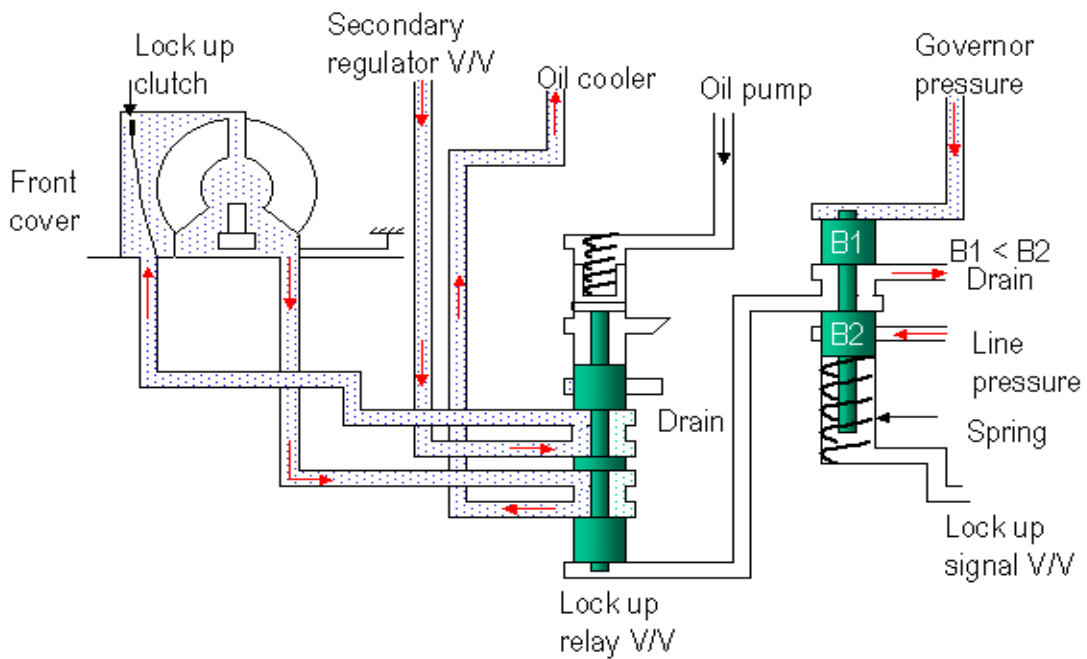 Lock up
clutch
Secondary
regulator V/V
Oil cooler
Oil pump
Governor
pressure
Front
cover
B1
B1 < B2
Drain
B2
Line
pressure
Drain
Spring
Lock up
signal V/V
Lock up
relay V/V